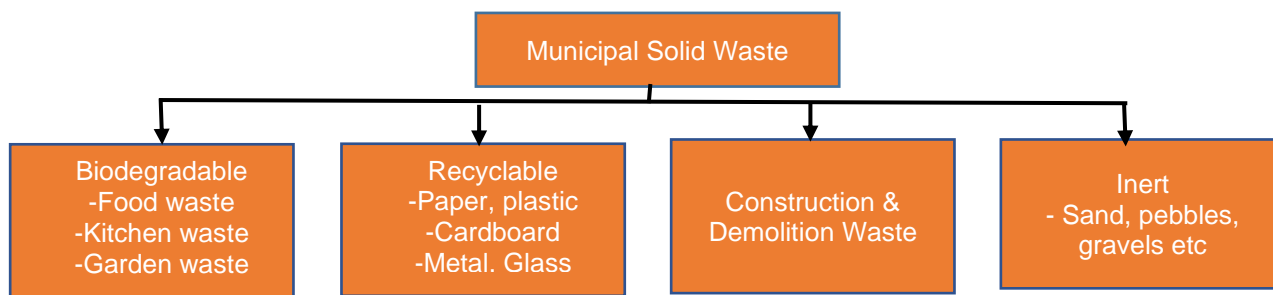 Municipal Solid Waste
Biodegradable
-Food waste
-Kitchen waste
-Garden waste
Recyclable
-Paper, plastic
-Cardboard
-Metal. Glass
Construction &
Demolition Waste
Inert
- Sand, pebbles,
gravels etc